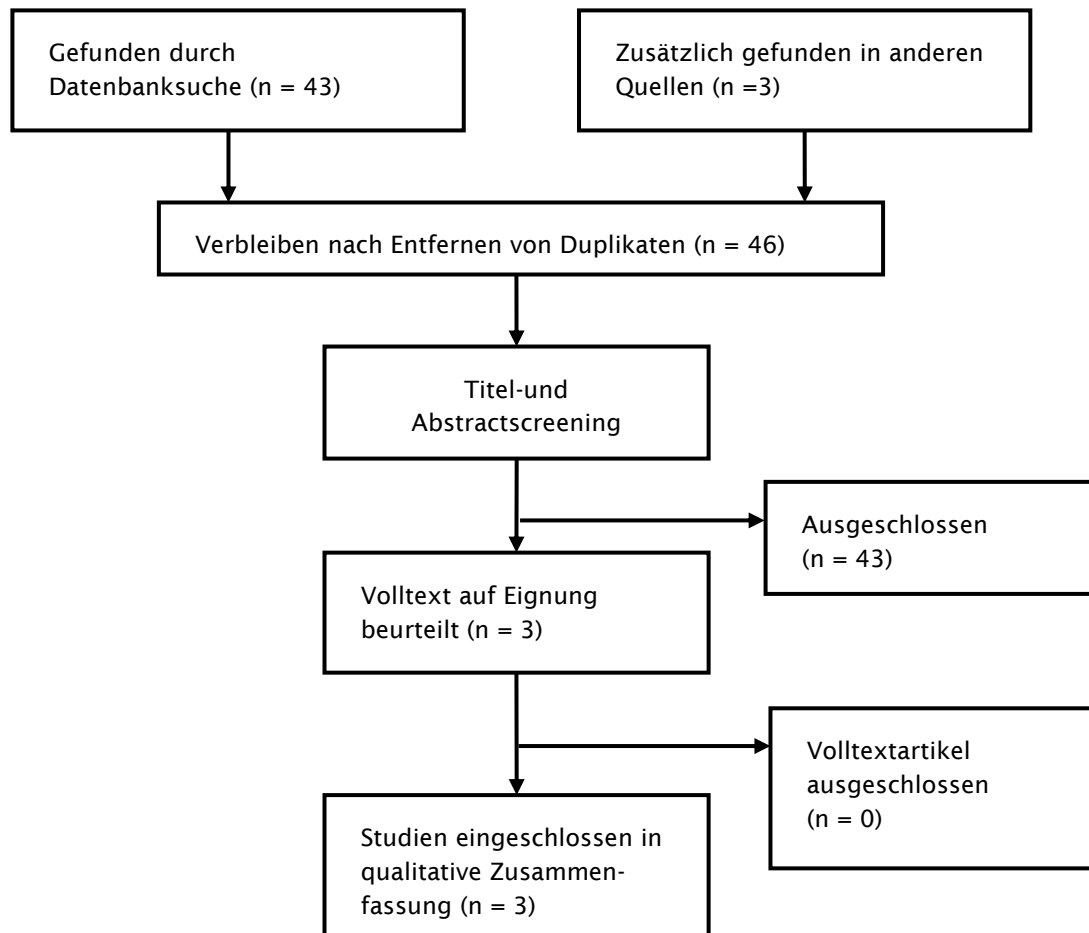 Gefunden durch
Datenbanksuche (n = 43)
Zusätzlich gefunden in anderen
Quellen (n =3)
Verbleiben nach Entfernen von Duplikaten (n = 46)
Titel-und
Abstractscreening
Ausgeschlossen
(n = 43)
Volltext auf Eignung
beurteilt (n = 3)
Volltextartikel
ausgeschlossen
(n = 0)
Studien eingeschlossen in
qualitative Zusammen-
fassung (n = 3)